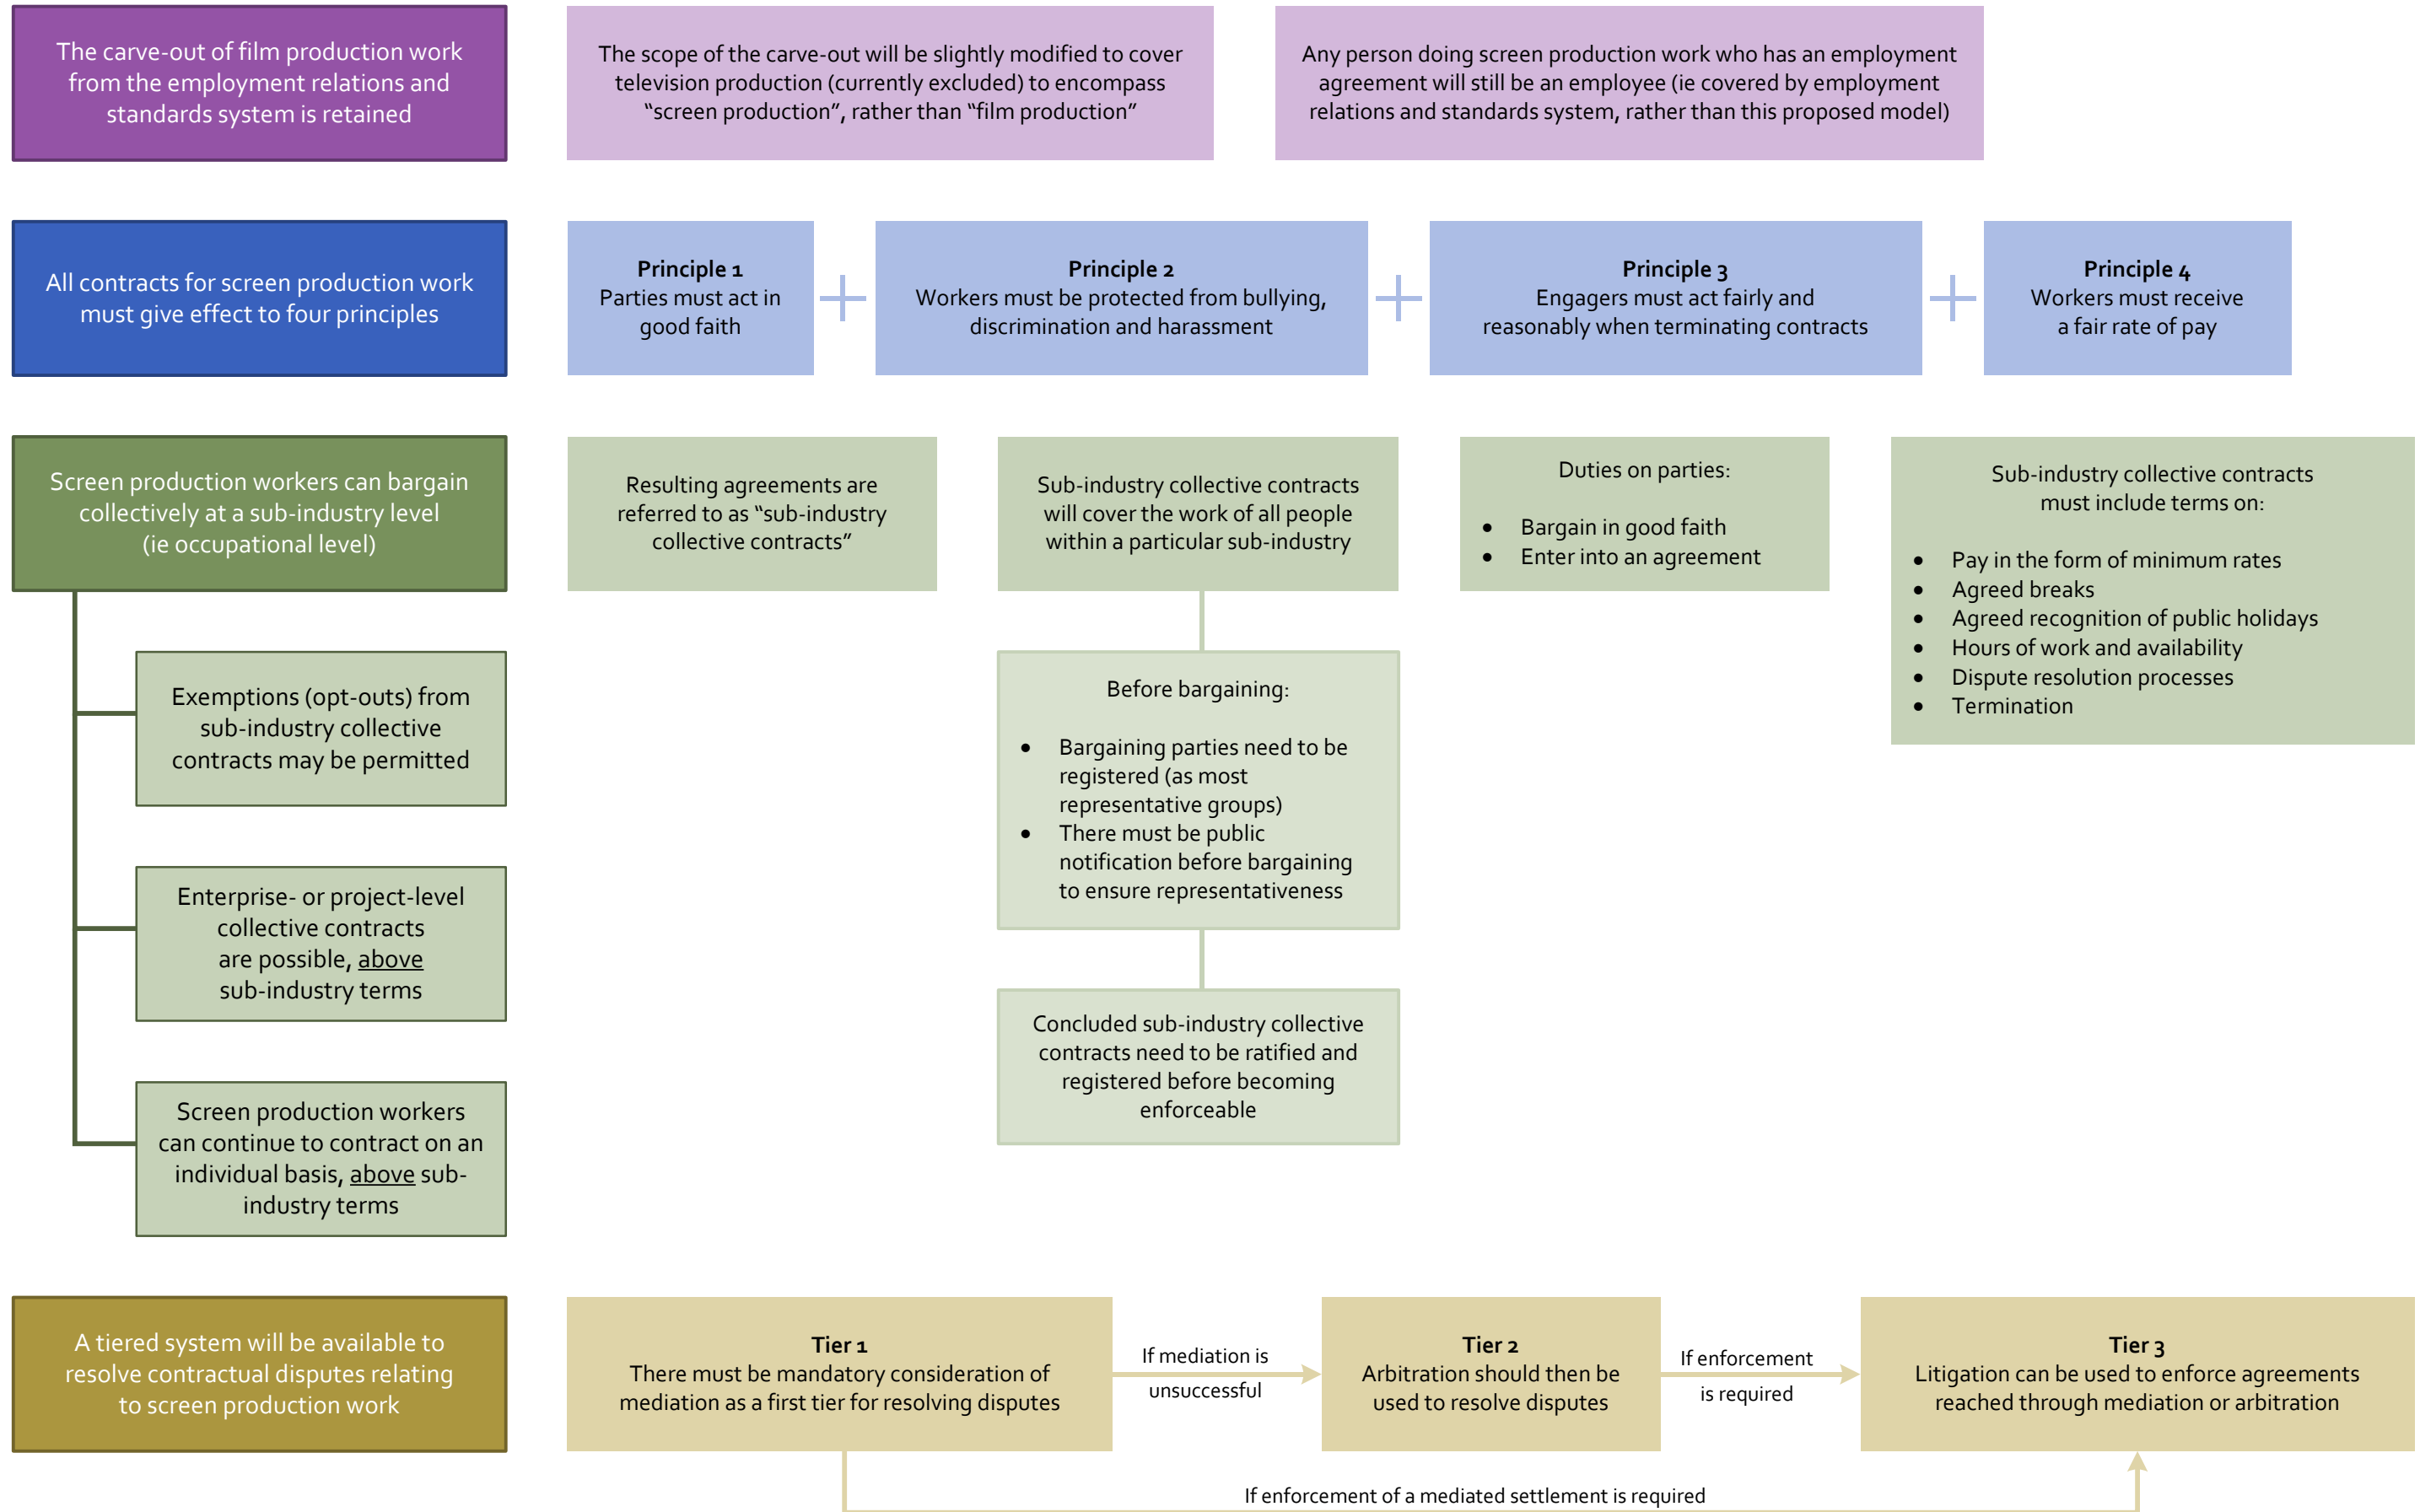 The carve-out of film production work
from the employment relations and
standards system is retained
The scope of the carve-out will be slightly modified to cover
television production (currently excluded) to encompass
“screen production”, rather than “film production”
Any person doing screen production work who has an employment
agreement will still be an employee (ie covered by employment
relations and standards system, rather than this proposed model)
All contracts for screen production work
must give effect to four principles
Principle 1
Parties must act in
good faith
Principle 2
Workers must be protected from bullying,
discrimination and harassment
Principle 3
Engagers must act fairly and
reasonably when terminating contracts
Principle 4
Workers must receive
a fair rate of pay
Screen production workers can bargain
collectively at a sub-industry level
(ie occupational level)
Resulting agreements are
referred to as “sub-industry
collective contracts”
Sub-industry collective contracts
will cover the work of all people
within a particular sub-industry
Duties on parties:
• Bargain in good faith
• Enter into an agreement
Sub-industry collective contracts
must include terms on:
• Pay in the form of minimum rates
• Agreed breaks
• Agreed recognition of public holidays
• Hours of work and availability
• Dispute resolution processes
• Termination
Exemptions (opt-outs) from
sub-industry collective
contracts may be permitted
Before bargaining:
• Bargaining parties need to be
registered (as most
representative groups)
• There must be public
notification before bargaining
to ensure representativeness
Enterprise- or project-level
collective contracts
are possible, above
sub-industry terms
Concluded sub-industry collective
contracts need to be ratified and
registered before becoming
enforceable
Screen production workers
can continue to contract on an
individual basis, above sub-
industry terms
A tiered system will be available to
resolve contractual disputes relating
to screen production work
Tier 1
There must be mandatory consideration of
mediation as a first tier for resolving disputes
If mediation is
unsuccessful
Tier 2
Arbitration should then be
used to resolve disputes
If enforcement
is required
Tier 3
Litigation can be used to enforce agreements
reached through mediation or arbitration
If enforcement of a mediated settlement is required